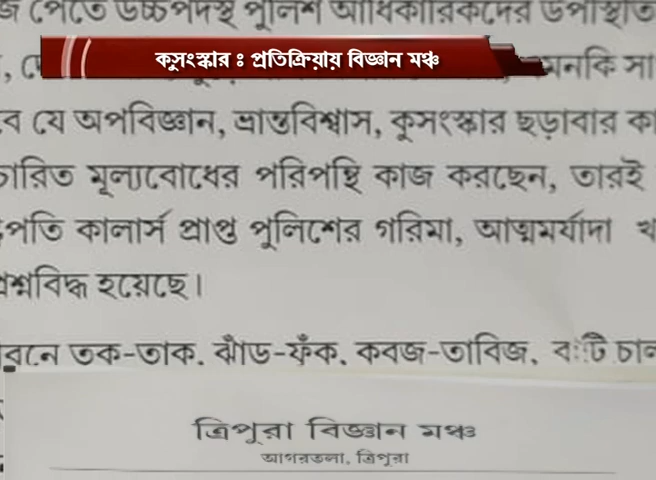 পেতে উচ্চপদস্থ পুলিশ আধিকারিকদের উপস্থিতি
কুসংস্কার ঃ প্রতিক্রিয়ায় বিজ্ঞান মঞ্চ
মনকি সা
যে অপবিজ্ঞান, ভ্রান্তবিশ্বাস, কুসংস্কার ছড়াবার কা
চারিত মূল্যবোধের পরিপন্থি কাজ করছেন, তারই
পতি কালার্স প্রাপ্ত পুলিশের গরিমা, আত্মমর্যাদা খ
প্রশ্নবিদ্ধ হয়েছে।
বনে তক-তাক, ঝাঁড-ফুঁক, কবজ-তাবিজ, বাটি চাল
ত্রিপুরা বিজ্ঞান মঞ্চ
আগরতলা, ত্রিপুরা